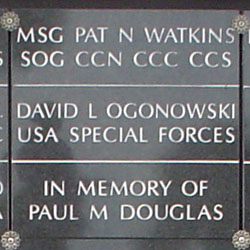 MSG PAT N WATKINS
SOG CCN CCC CCS
DAVID L OGONOWSKI
USA SPECIAL FORCES
IN MEMORY OF
PAUL M DOUGLAS